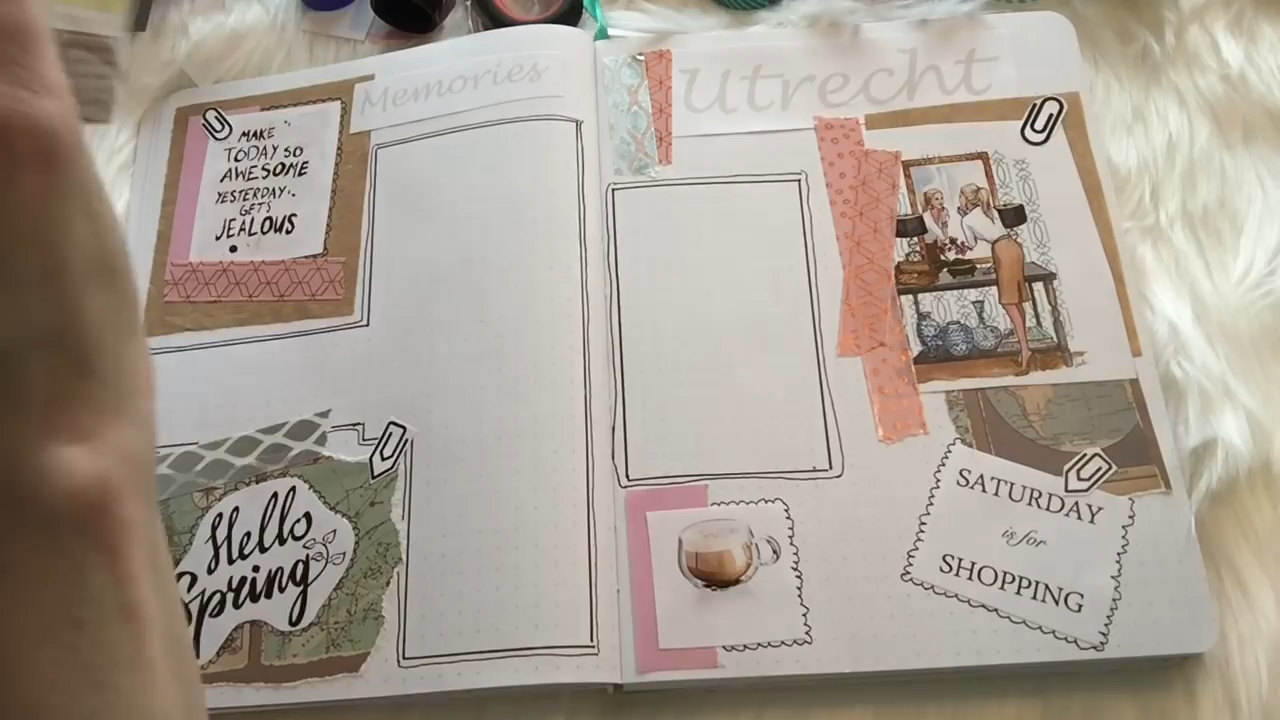 Memories
MAKE
TODAY SO
AWESOME
YESTERDAY
GETS
JEALOUS
Hello
Spring
Utrecht
SATURDAY
is for
SHOPPING